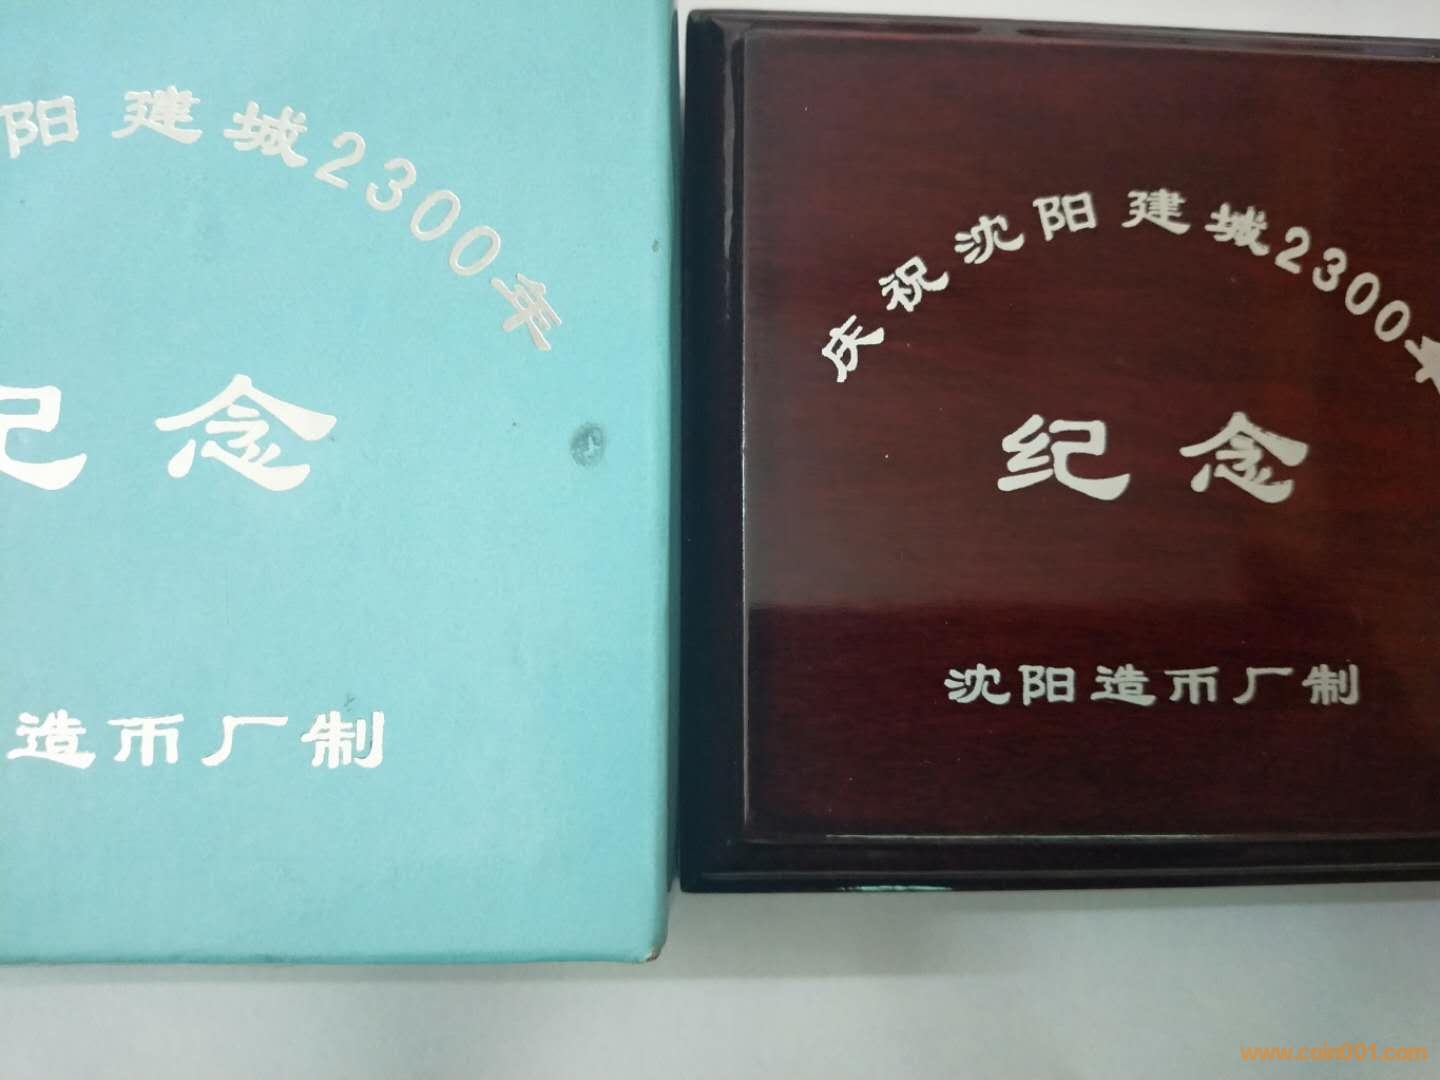 阳建城2300年
纪念
造币厂制
庆祝沈阳建城2300年
纪念
沈阳造币厂制
www.coin001.com